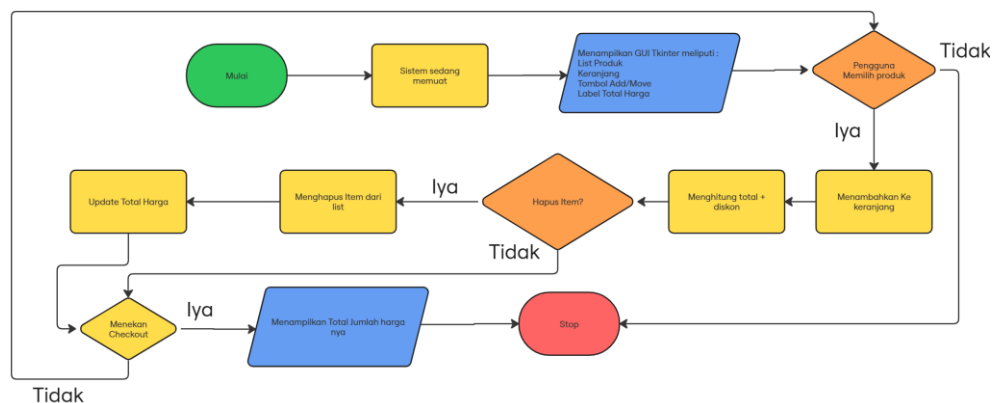 Mulai
Sistem sedang
memuat
Menampilkan GUI Tkinter meliputi :
List Produk
Keranjang
Tombol Add/Move
Label Total Harga
Pengguna
Memilih produk
Tidak
Iya
Menambahkan Ke
keranjang
Menghitung total +
diskon
Hapus Item?
Iya
Menghapus Item dari
list
Update Total Harga
Tidak
Menekan
Checkout
Iya
Menampilkan Total Jumlah harga
nya
Stop
Tidak